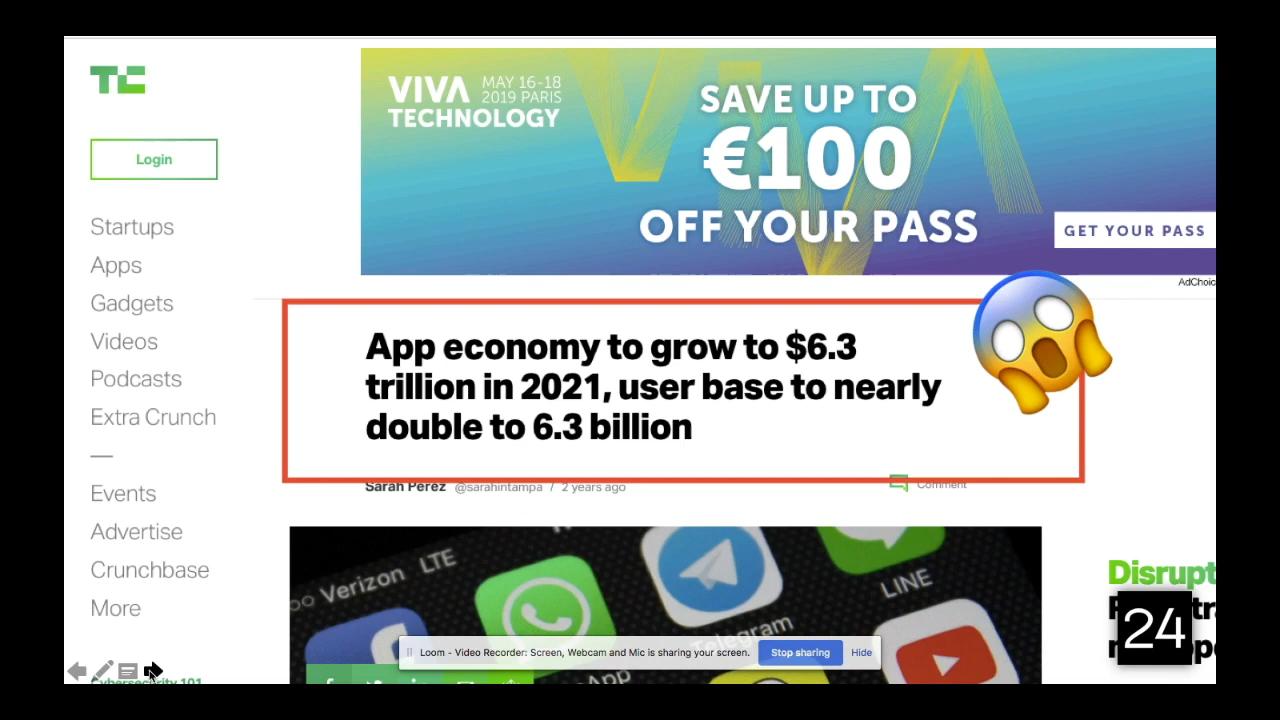 TC
VIVA
TECHNOLOGY
MAY 16-18
2019 PARIS
SAVE UP TO
€100
OFF YOUR PASS
GET YOUR PASS
AdChoic
Login
Startups
Apps
Gadgets
Videos
Podcasts
Extra Crunch
Events
Advertise
Crunchbase
More
Cybersecurity 101
App economy to grow to $6.3
trillion in 2021, user base to nearly
double to 6.3 billion
Sarah Perez @sarahintampa / 2 years ago
Comment
Verizon LTE
Telegram
LINE
Disrupt
24
Loom - Video Recorder: Screen, Webcam and Mic is sharing your screen.
Stop sharing
Hide